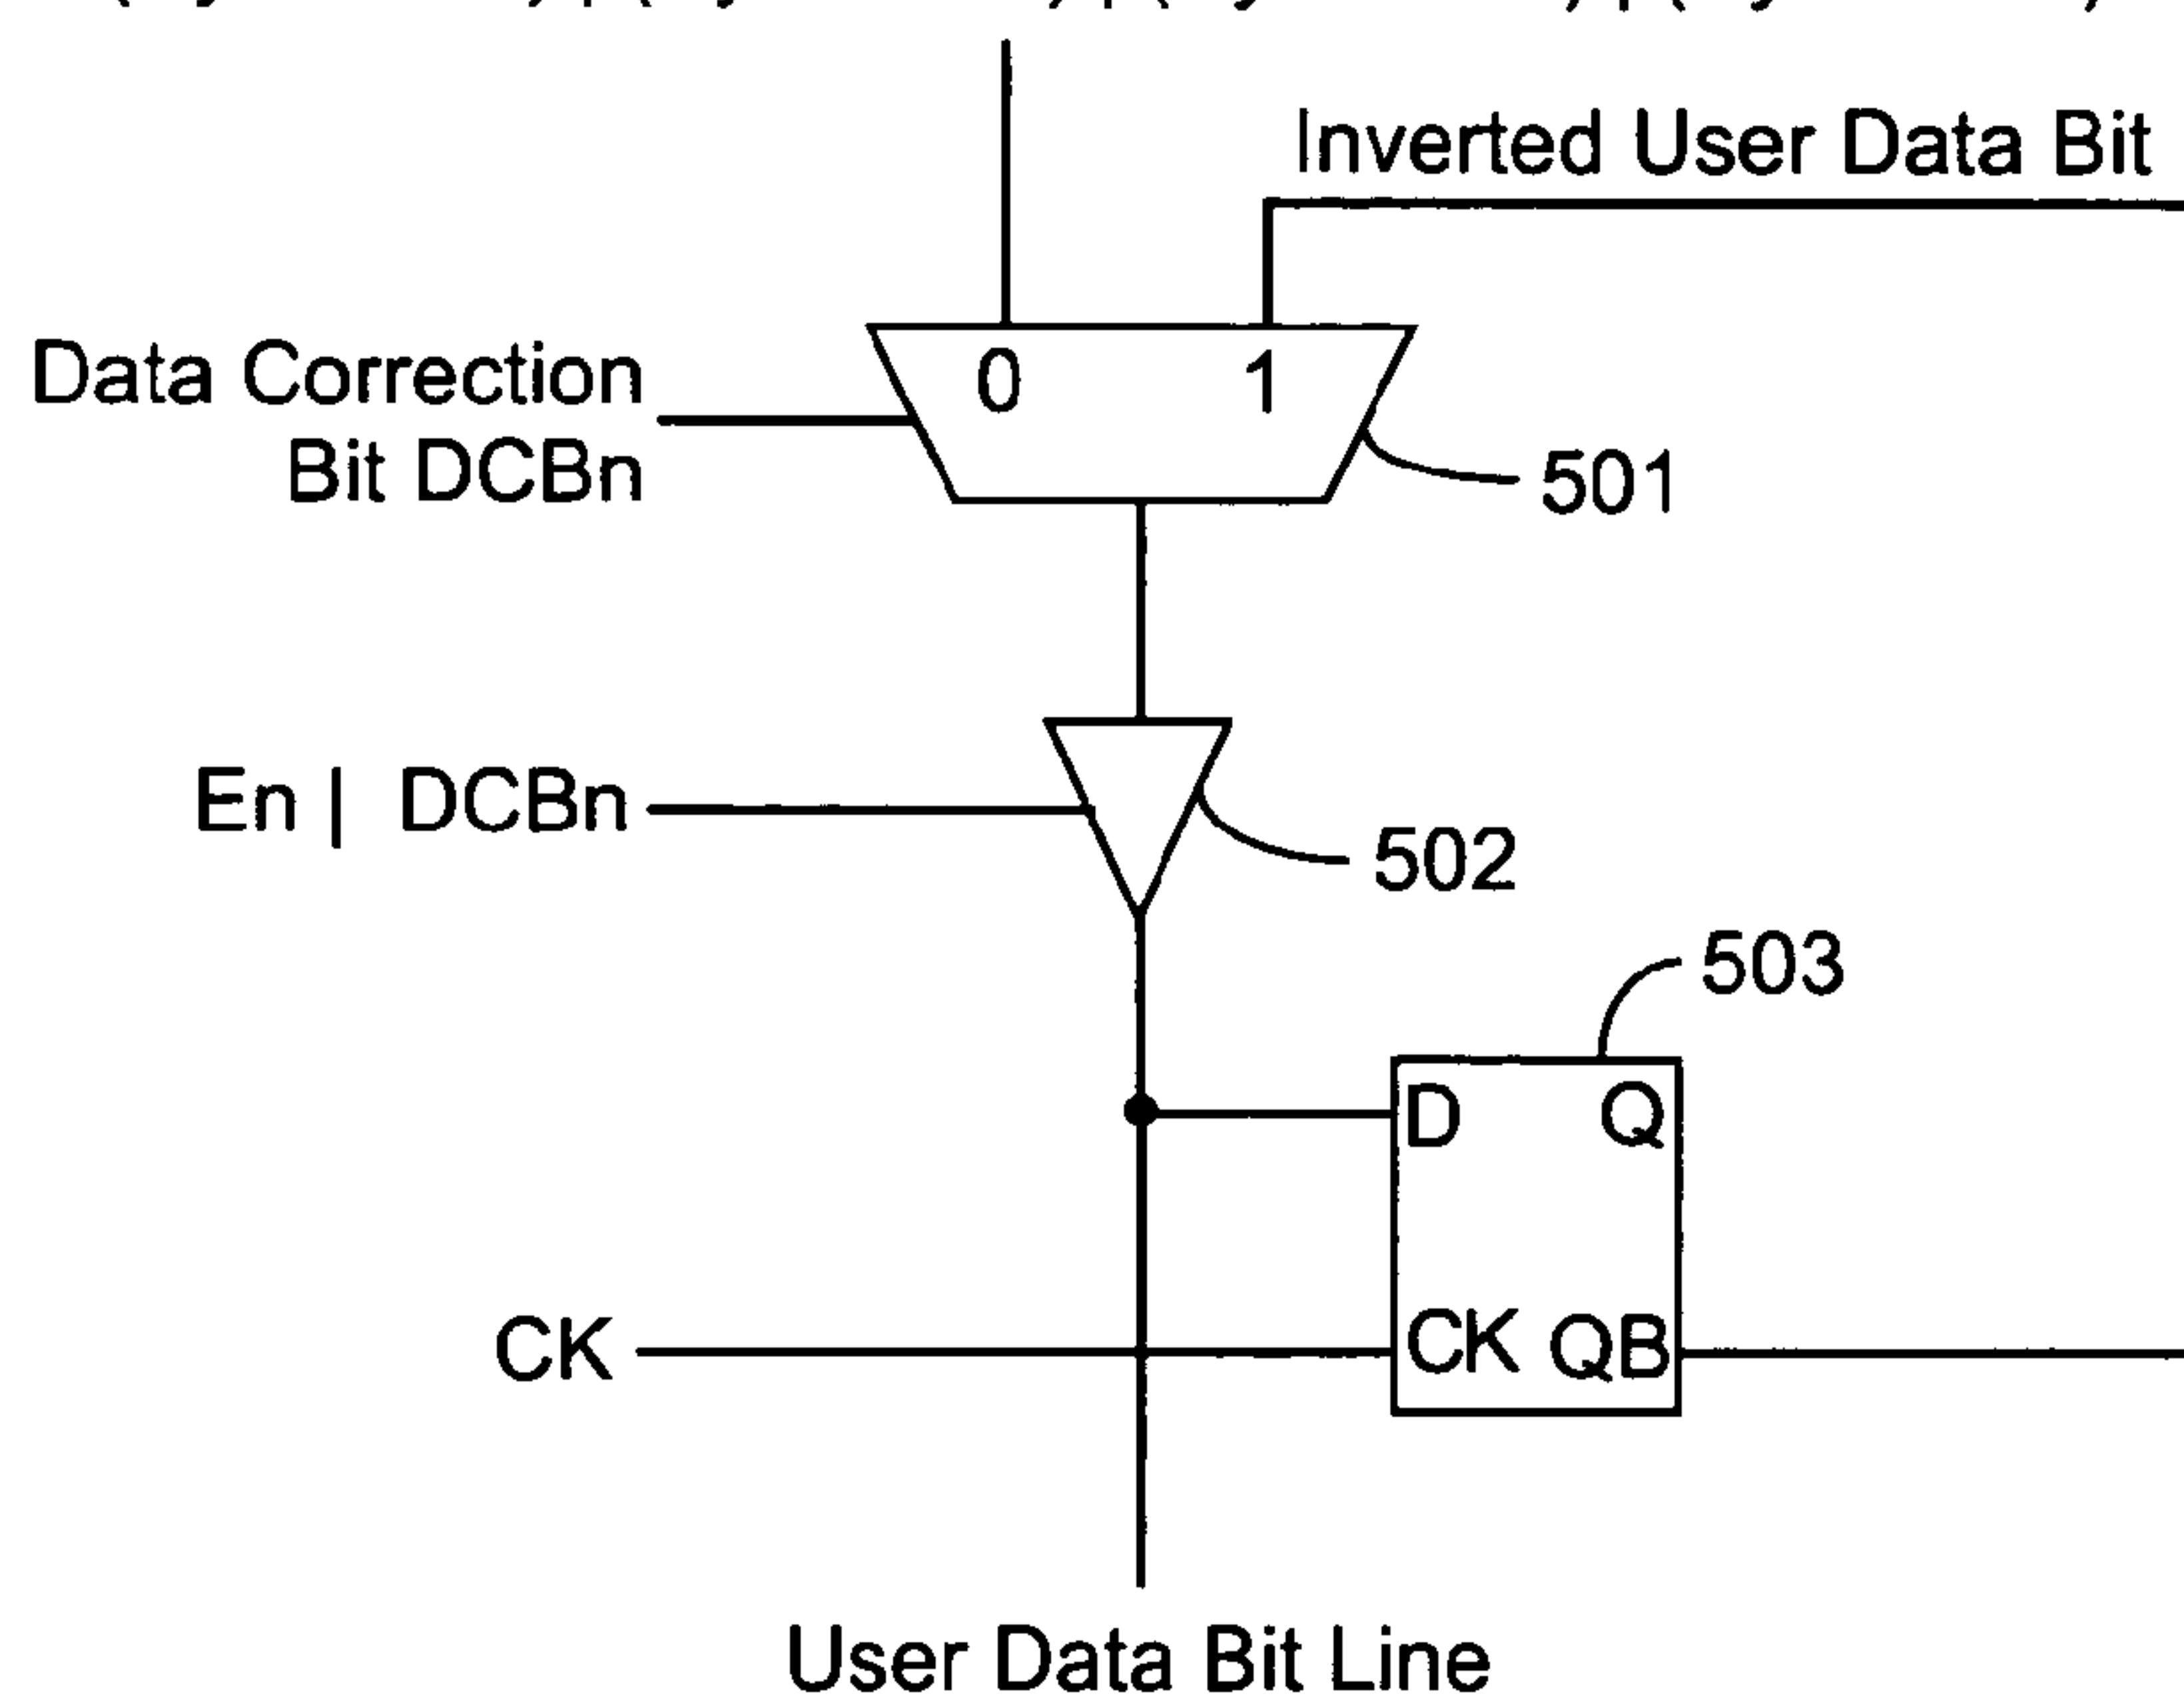 Inverted User Data Bit
0 1
Data Correction
Bit DCBn
501
En | DCBn
502
503
D Q
CK
CK QB
User Data Bit Line